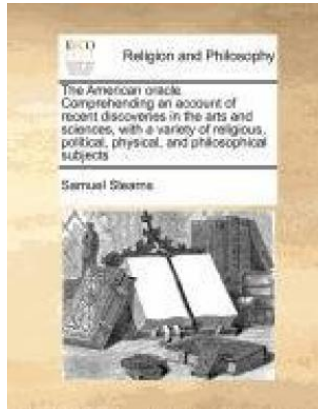 ECCO
Religion and Philosophy
The American oracle.
Comprehending an account of
recent discoveries in the arts and
sciences, with a variety of religious,
political, physical, and philosophical
subjects
Samuel Stearns